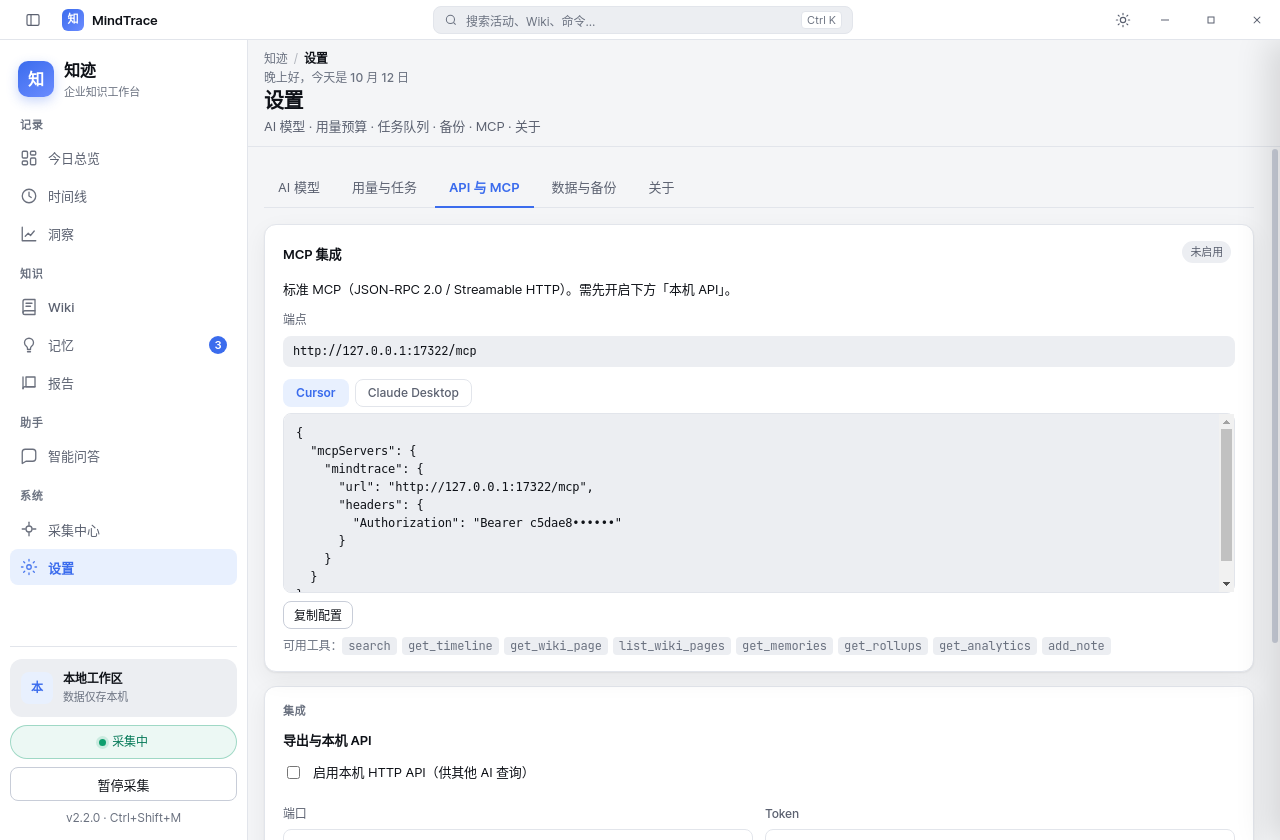 知 MindTrace
搜索活动、Wiki、命令... Ctrl K
知 知迹
企业知识工作台
记录
今日总览
时间线
洞察
知识
Wiki
记忆 3
报告
助手
智能问答
系统
采集中心
设置
本 本地工作区
数据仅存本机
采集中
暂停采集
v2.2.0 · Ctrl+Shift+M
知迹 / 设置
晚上好，今天是 10 月 12 日
设置
AI 模型 · 用量预算 · 任务队列 · 备份 · MCP · 关于
AI 模型 用量与任务 API 与 MCP 数据与备份 关于
MCP 集成 未启用
标准 MCP（JSON-RPC 2.0 / Streamable HTTP）。需先开启下方「本机 API」。
端点
http://127.0.0.1:17322/mcp
Cursor Claude Desktop
{
"mcpServers": {
"mindtrace": {
"url": "http://127.0.0.1:17322/mcp",
"headers": {
"Authorization": "Bearer c5dae8••••••"
}
}
}
复制配置
可用工具： search get_timeline get_wiki_page list_wiki_pages get_memories get_rollups get_analytics add_note
集成
导出与本机 API
启用本机 HTTP API（供其他 AI 查询）
端口 Token